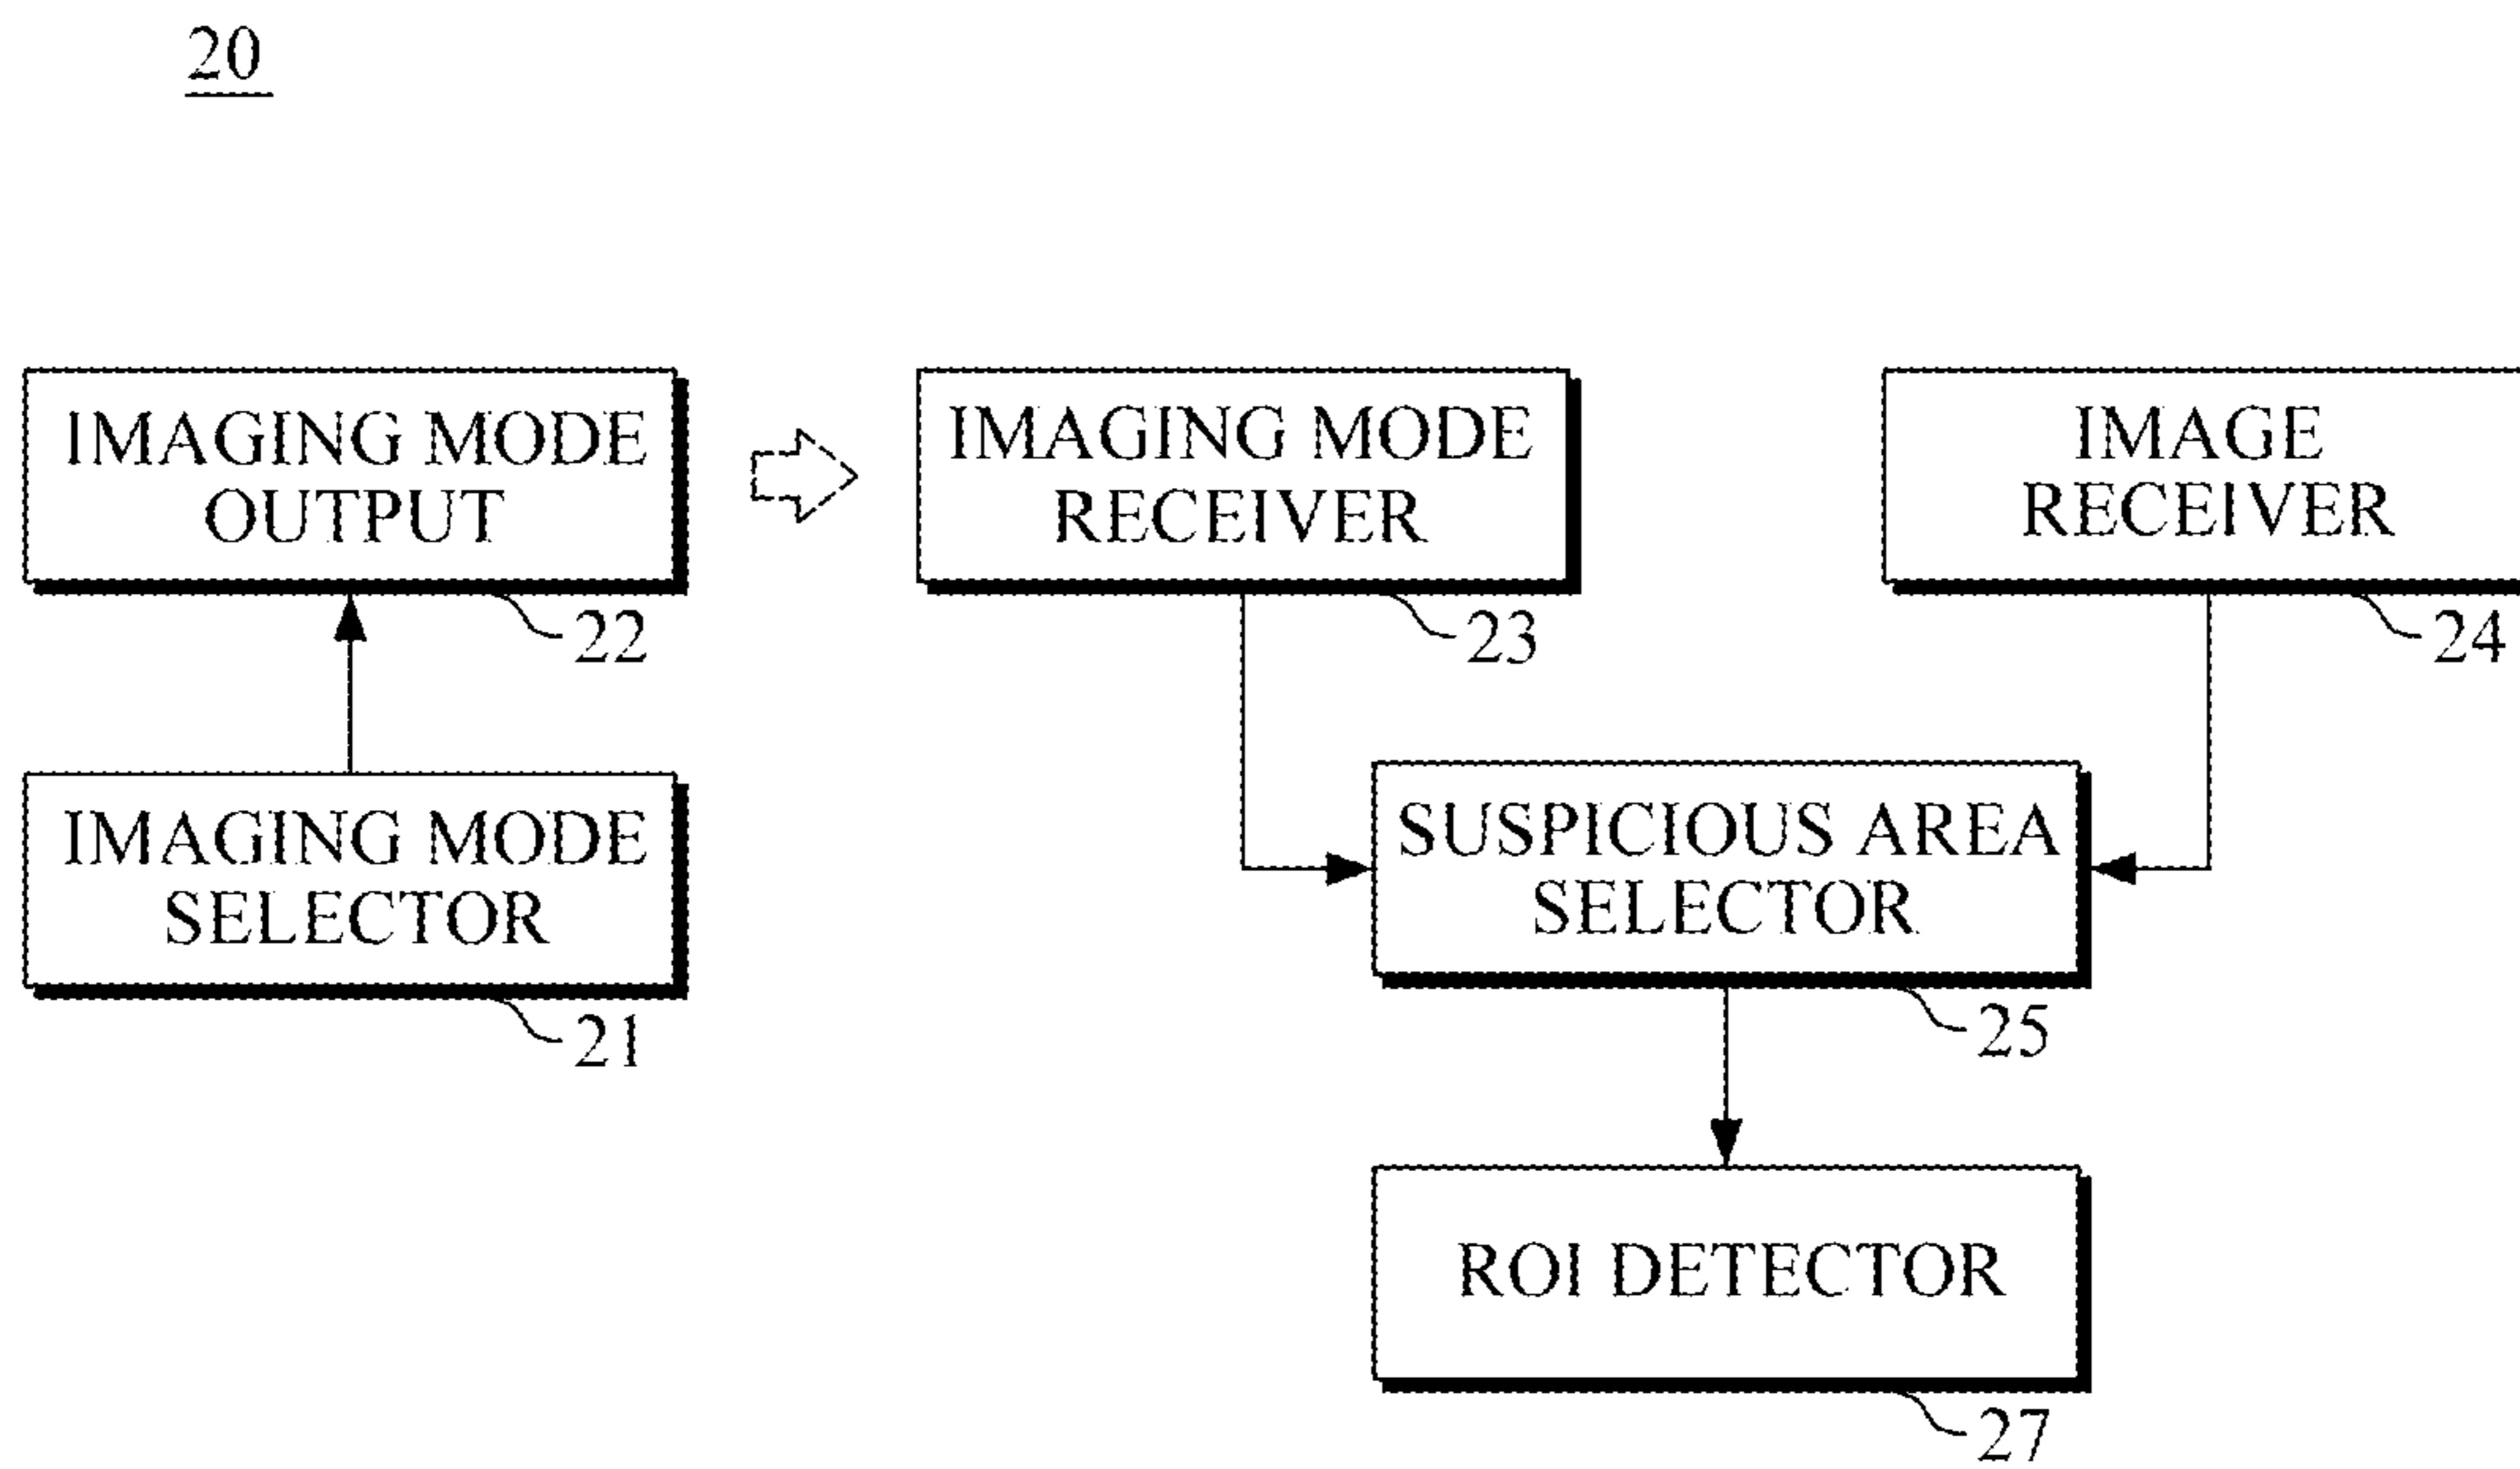 20
IMAGING MODE
OUTPUT
22
IMAGING MODE
RECEIVER
23
IMAGE
RECEIVER
24
IMAGING MODE
SELECTOR
21
SUSPICIOUS AREA
SELECTOR
25
ROI DETECTOR
27